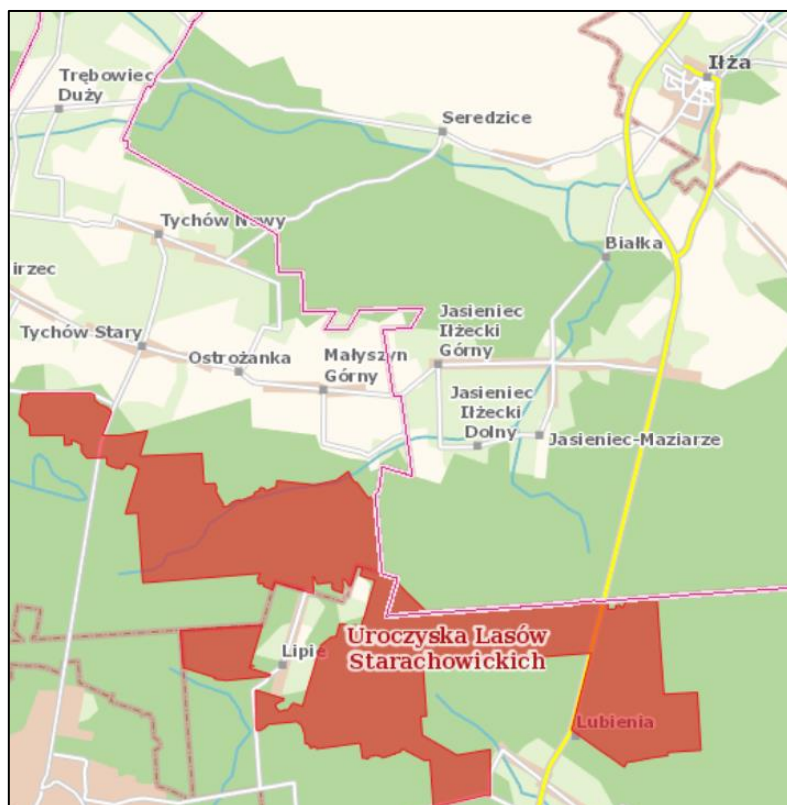 Iłża
Trębowiec
Duży
Seredzice
Tychów Nowy
Białka
irzec
Tychów Stary
Ostrożanka
Małyszyn
Górny
Jasieniec
Iłżecki
Górny
Jasieniec
Iłżecki
Dolny
Jasieniec-Maziarze
Uroczyska Lasów
Starachowickich
Lipie
Lubienia